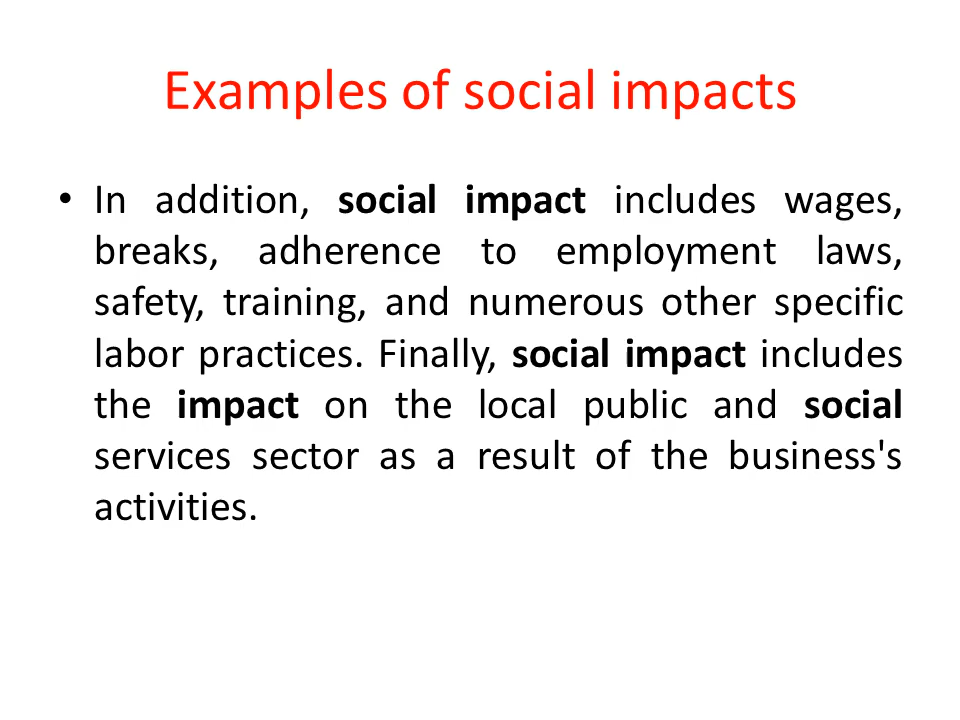 Examples of social impacts
• In addition, social impact includes wages,
breaks, adherence to employment laws,
safety, training, and numerous other specific
labor practices. Finally, social impact includes
the impact on the local public and social
services sector as a result of the business's
activities.